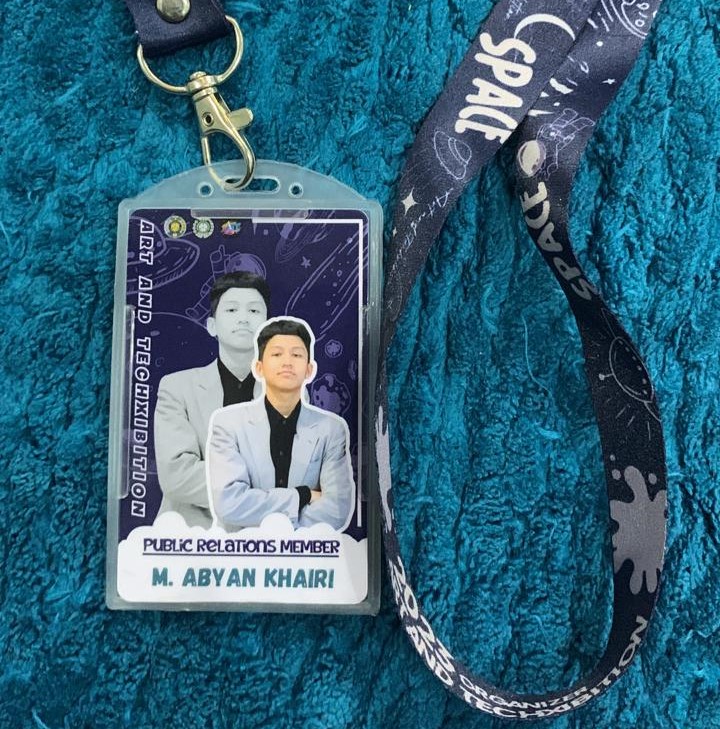 ART AND TECHXIBITION
PUBLIC RELATIONS MEMBER
M. ABYAN KHAIRI
SPACE
SPACE
ORGANIZER
AND TECHXIBITION